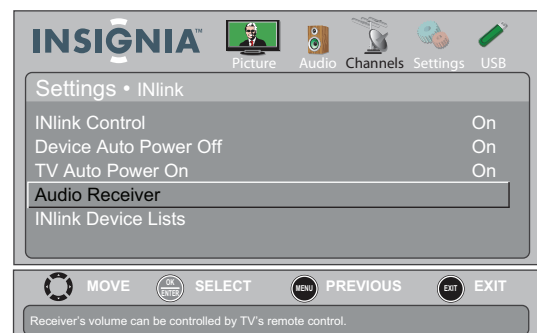 INSIGNIA™
Picture Audio Channels Settings USB
Settings • INlink
INlink Control On
Device Auto Power Off On
TV Auto Power On On
Audio Receiver
INlink Device Lists
MOVE OK ENTER SELECT MENU PREVIOUS EXIT EXIT
Receiver's volume can be controlled by TV's remote control.